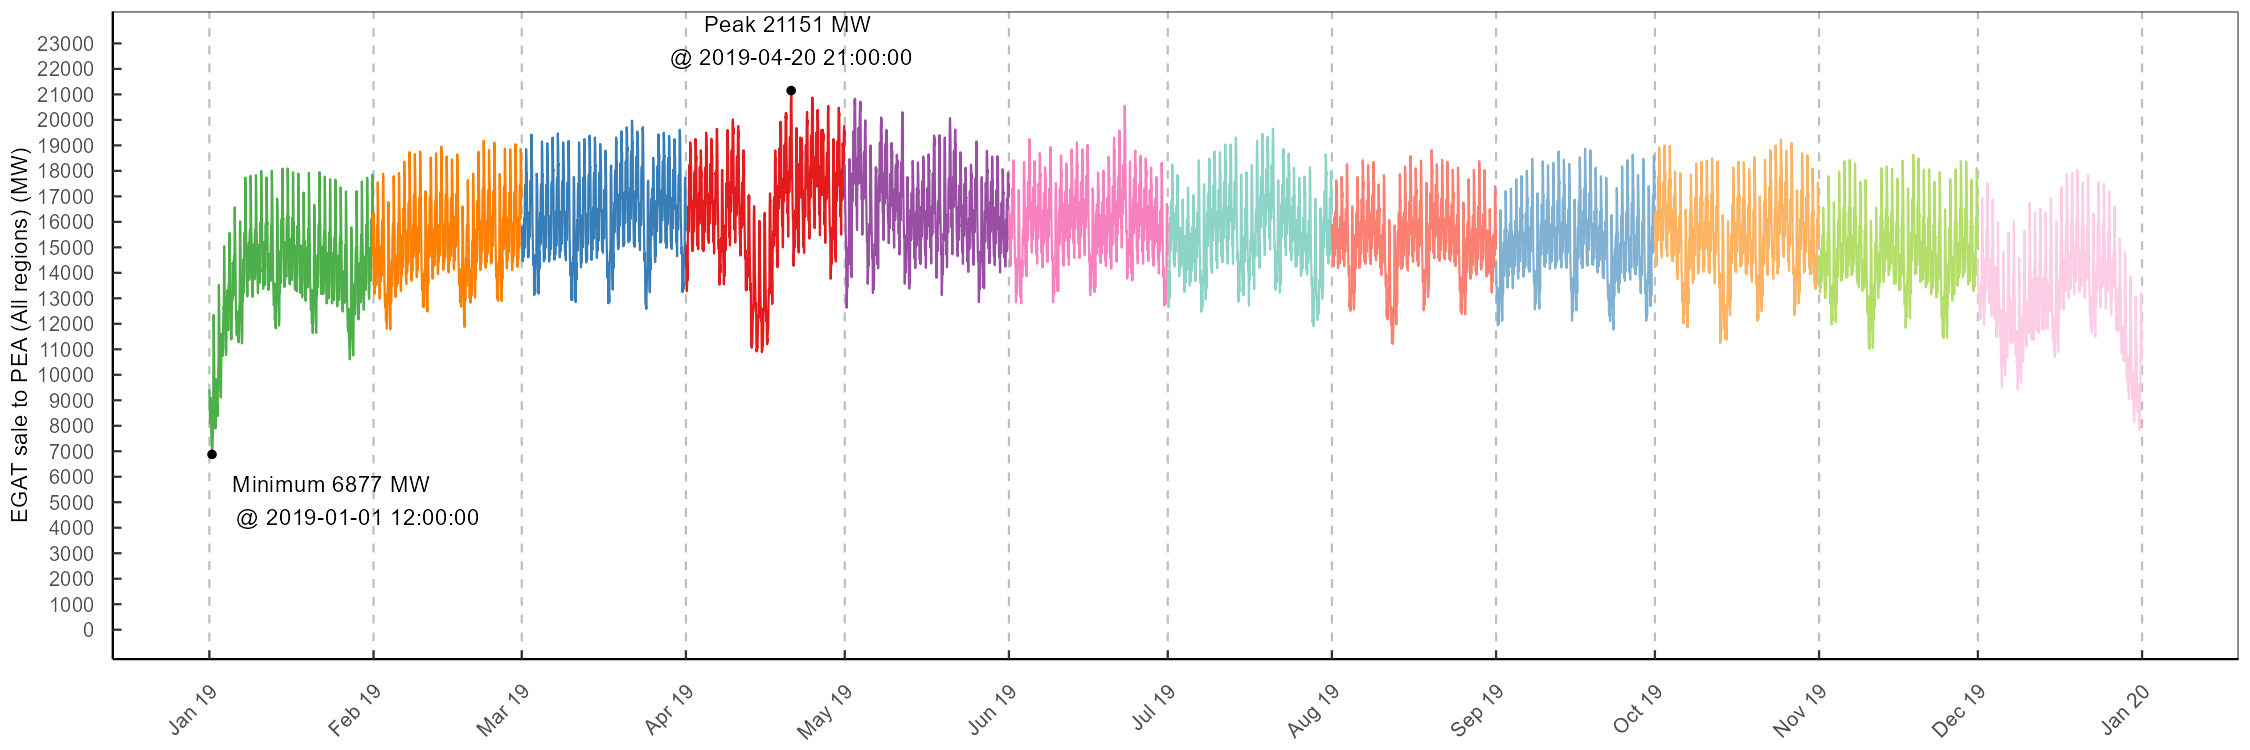 Peak 21151 MW
@ 2019-04-20 21:00:00
EGAT sale to PEA (All regions) (MW)
23000
22000
21000
20000
19000
18000
17000
16000
15000
14000
13000
12000
11000
10000
9000
8000
7000
6000
5000
4000
3000
2000
1000
0
Minimum 6877 MW
@ 2019-01-01 12:00:00
Jan 19
Feb 19
Mar 19
Apr 19
May 19
Jun 19
Jul 19
Aug 19
Sep 19
Oct 19
Nov 19
Dec 19
Jan 20